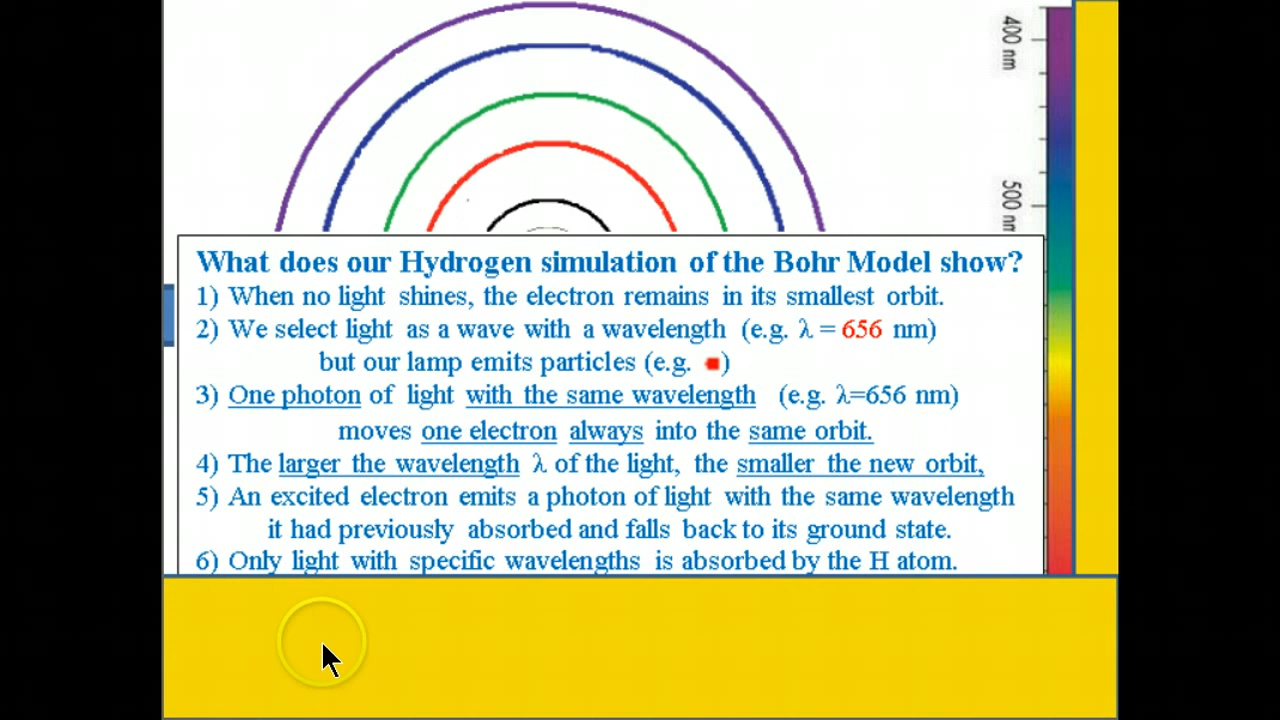 400 nm
500 nm
What does our Hydrogen simulation of the Bohr Model show?
1) When no light shines, the electron remains in its smallest orbit.
2) We select light as a wave with a wavelength (e.g. λ = 656 nm)
but our lamp emits particles (e.g. )
3) One photon of light with the same wavelength (e.g. λ=656 nm)
moves one electron always into the same orbit.
4) The larger the wavelength λ of the light, the smaller the new orbit,
5) An excited electron emits a photon of light with the same wavelength
it had previously absorbed and falls back to its ground state.
6) Only light with specific wavelengths is absorbed by the H atom.